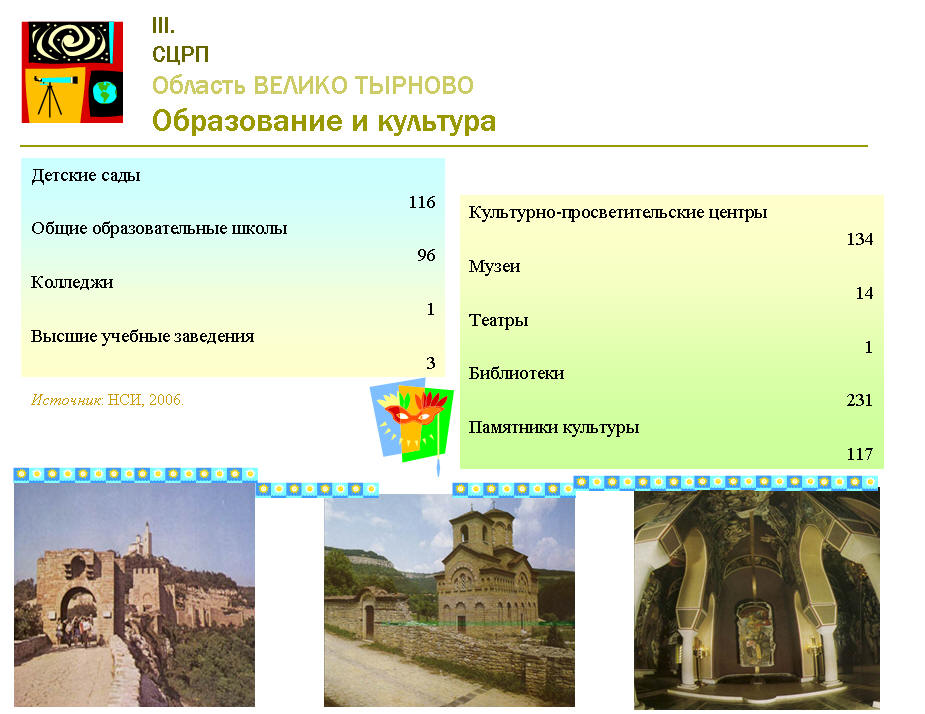 III.
СЦРП
Область ВЕЛИКО ТЫРНОВО
Образование и культура
Детские сады
116
Общие образовательные школы
96
Колледжи
1
Высшие учебные заведения
3
Источник: НСИ, 2006.
Культурно-просветительские центры
134
Музеи
14
Театры
1
Библиотеки
231
Памятники культуры
117